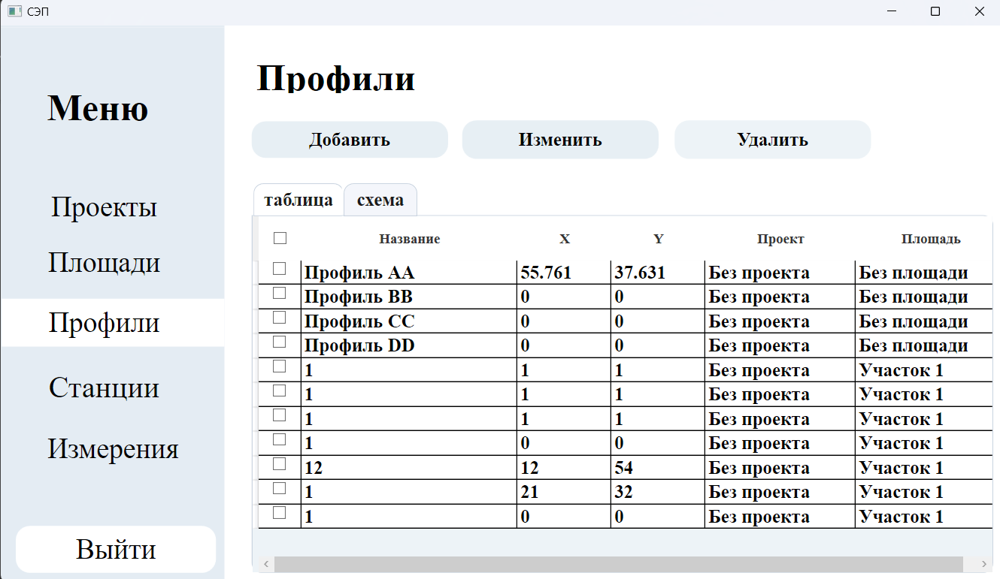 СЭП
Меню
Проекты
Площади
Профили
Станции
Измерения
Выйти
Профили
Добавить Изменить Удалить
таблица схема
Название X Y Проект Площадь
Профиль AA 55.761 37.631 Без проекта Без площади
Профиль BB 0 0 Без проекта Без площади
Профиль CC 0 0 Без проекта Без площади
Профиль DD 0 0 Без проекта Без площади
1 1 1 Без проекта Участок 1
1 1 1 Без проекта Участок 1
1 1 1 Без проекта Участок 1
1 0 0 Без проекта Участок 1
12 12 54 Без проекта Участок 1
1 21 32 Без проекта Участок 1
1 0 0 Без проекта Участок 1